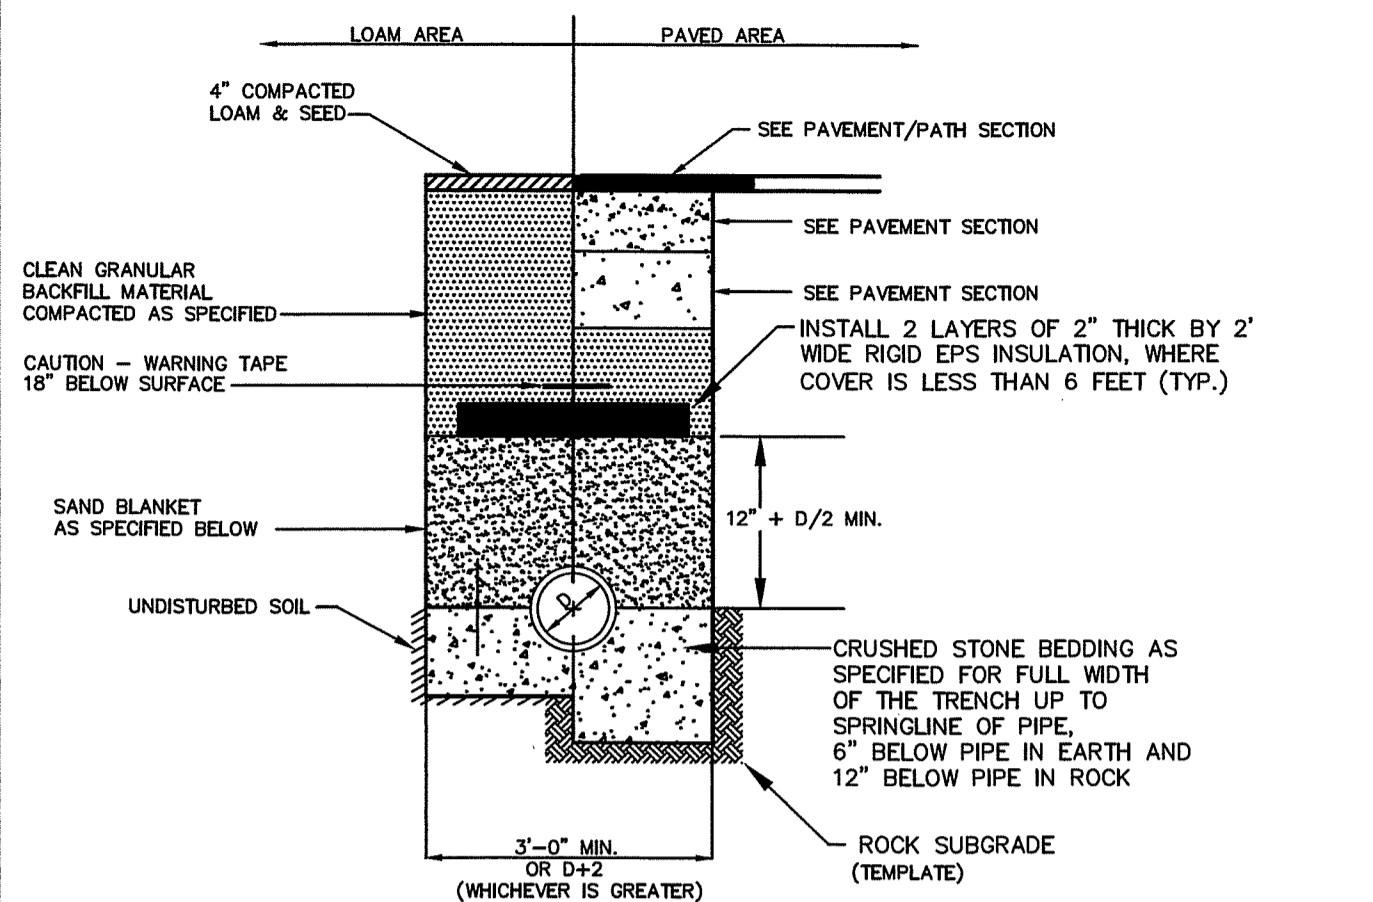 LOAM AREA
PAVED AREA
4" COMPACTED
LOAM & SEED
SEE PAVEMENT/PATH SECTION
SEE PAVEMENT SECTION
CLEAN GRANULAR
BACKFILL MATERIAL
COMPACTED AS SPECIFIED
SEE PAVEMENT SECTION
INSTALL 2 LAYERS OF 2" THICK BY 2'
WIDE RIGID EPS INSULATION, WHERE
COVER IS LESS THAN 6 FEET (TYP.)
CAUTION – WARNING TAPE
18" BELOW SURFACE
SAND BLANKET
AS SPECIFIED BELOW
12" + D/2 MIN.
D
UNDISTURBED SOIL
CRUSHED STONE BEDDING AS
SPECIFIED FOR FULL WIDTH
OF THE TRENCH UP TO
SPRINGLINE OF PIPE,
6" BELOW PIPE IN EARTH AND
12" BELOW PIPE IN ROCK
3'-0" MIN.
OR D+2
(WHICHEVER IS GREATER)
ROCK SUBGRADE
(TEMPLATE)